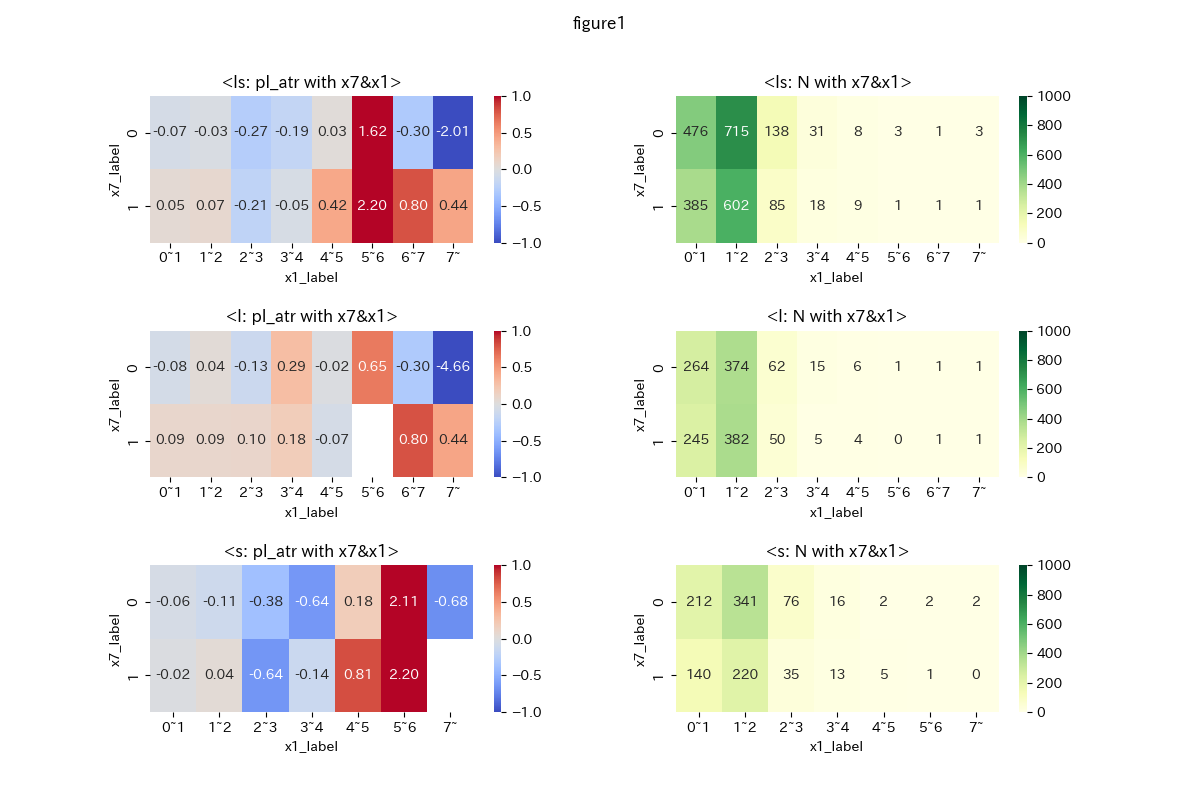 figure1
<ls: pl_atr with x7&x1>
x7_label
0 -0.07 -0.03 -0.27 -0.19 0.03 1.62 -0.30 -2.01
1 0.05 0.07 -0.21 -0.05 0.42 2.20 0.80 0.44
0~1 1~2 2~3 3~4 4~5 5~6 6~7 7~
x1_label
1.0
0.5
0.0
−0.5
−1.0
<ls: N with x7&x1>
x7_label
0 476 715 138 31 8 3 1 3
1 385 602 85 18 9 1 1 1
0~1 1~2 2~3 3~4 4~5 5~6 6~7 7~
x1_label
1000
800
600
400
200
0
<l: pl_atr with x7&x1>
x7_label
0 -0.08 0.04 -0.13 0.29 -0.02 0.65 -0.30 -4.66
1 0.09 0.09 0.10 0.18 -0.07 0.80 0.44
0~1 1~2 2~3 3~4 4~5 5~6 6~7 7~
x1_label
1.0
0.5
0.0
−0.5
−1.0
<l: N with x7&x1>
x7_label
0 264 374 62 15 6 1 1 1
1 245 382 50 5 4 0 1 1
0~1 1~2 2~3 3~4 4~5 5~6 6~7 7~
x1_label
1000
800
600
400
200
0
<s: pl_atr with x7&x1>
x7_label
0 -0.06 -0.11 -0.38 -0.64 0.18 2.11 -0.68
1 -0.02 0.04 -0.64 -0.14 0.81 2.20
0~1 1~2 2~3 3~4 4~5 5~6 7~
x1_label
1.0
0.5
0.0
−0.5
−1.0
<s: N with x7&x1>
x7_label
0 212 341 76 16 2 2 2
1 140 220 35 13 5 1 0
0~1 1~2 2~3 3~4 4~5 5~6 7~
x1_label
1000
800
600
400
200
0